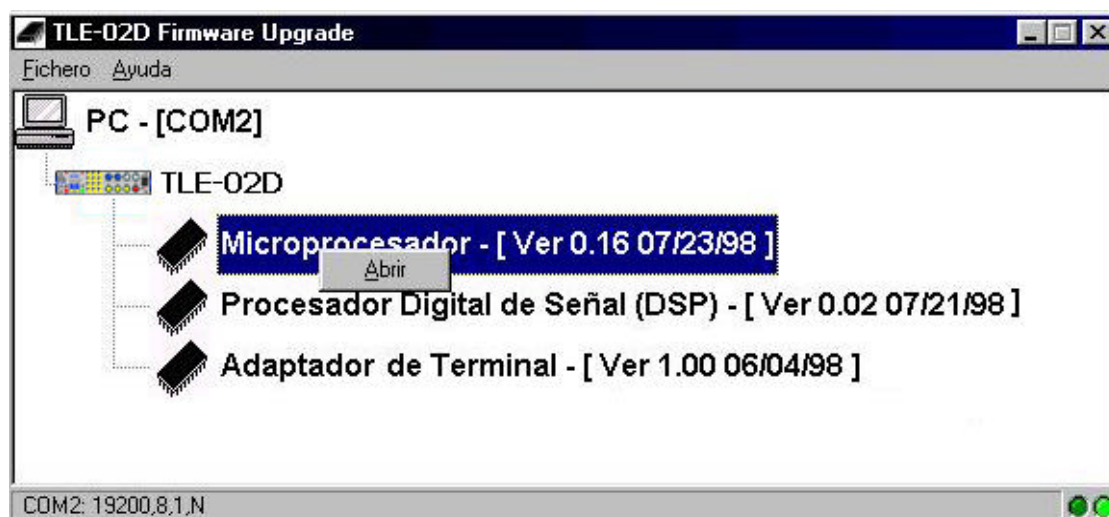 TLE-02D Firmware Upgrade
Fichero Ayuda
PC - [COM2]
TLE-02D
Microprocesador - [ Ver 0.16 07/23/98 ]
Abrir
Procesador Digital de Señal (DSP) - [ Ver 0.02 07/21/98 ]
Adaptador de Terminal - [ Ver 1.00 06/04/98 ]
COM2: 19200,8,1,N